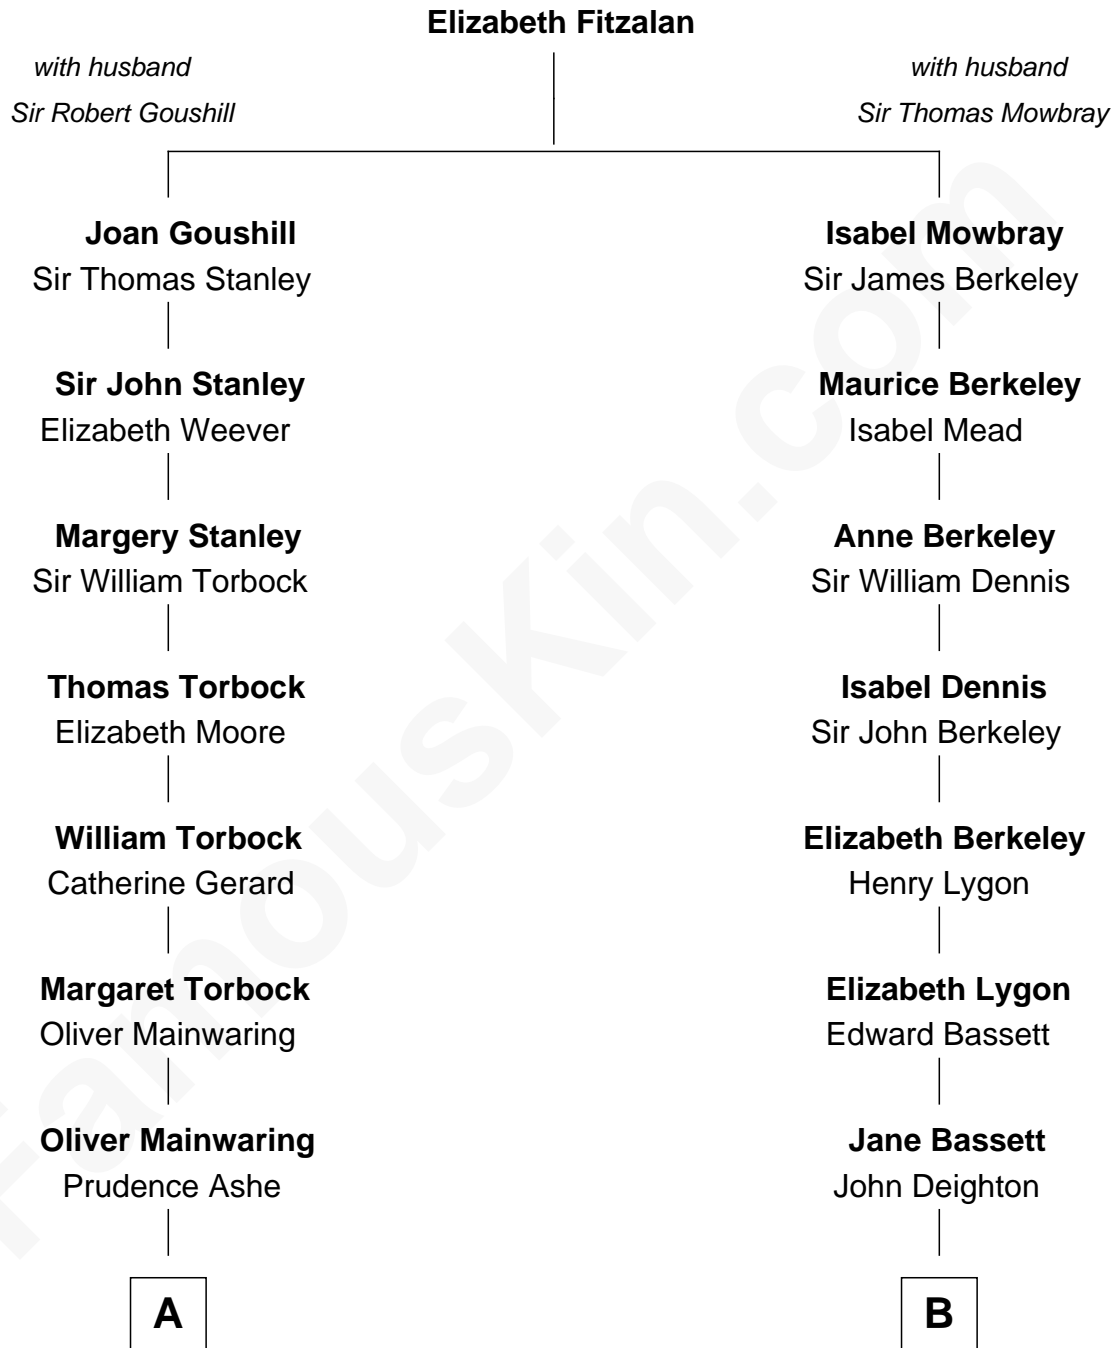 Elizabeth Fitzalan
with husband
Sir Robert Goushill
with husband
Sir Thomas Mowbray
Joan Goushill
Sir Thomas Stanley
Isabel Mowbray
Sir James Berkeley
Sir John Stanley
Elizabeth Weever
Maurice Berkeley
Isabel Mead
Margery Stanley
Sir William Torbock
Anne Berkeley
Sir William Dennis
Thomas Torbock
Elizabeth Moore
Isabel Dennis
Sir John Berkeley
William Torbock
Catherine Gerard
Elizabeth Berkeley
Henry Lygon
Margaret Torbock
Oliver Mainwaring
Elizabeth Lygon
Edward Bassett
Oliver Mainwaring
Prudence Ashe
Jane Bassett
John Deighton
A
B
FamousKin.com